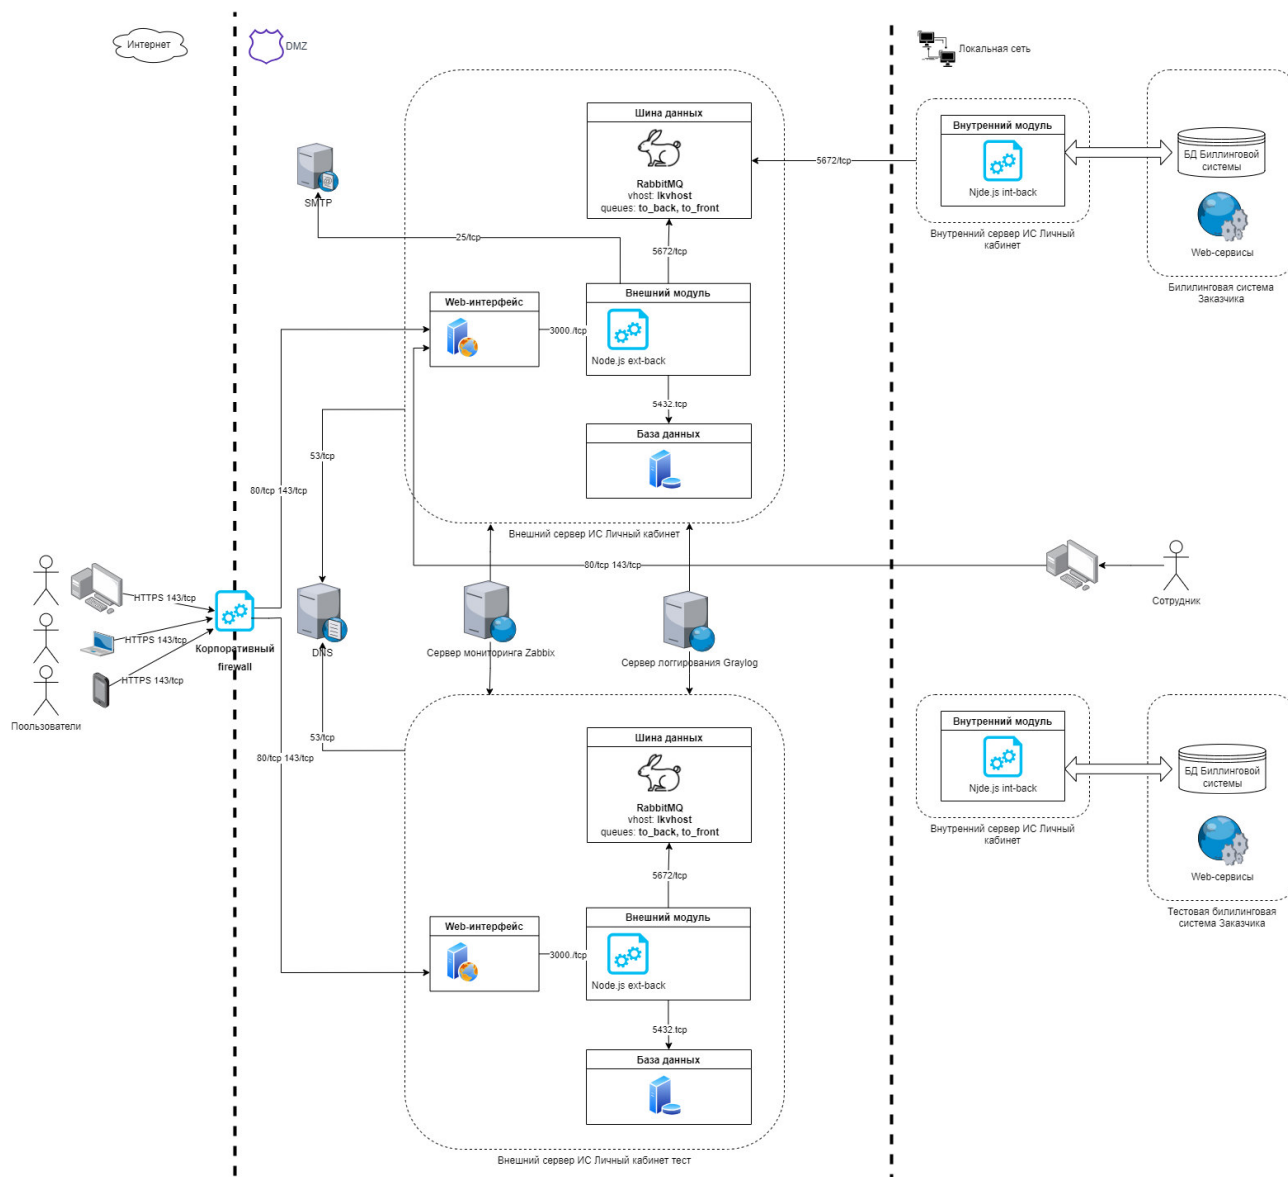 Интернет
DMZ
Локальная сеть
Шина данных
RabbitMQ
vhost: lkvhost
queues: to_back, to_front
5672/tcp
Внутренний модуль
Njde.js int-back
Внутренний сервер ИС Личный
кабинет
БД Биллинговой
системы
Web-сервисы
Билилинговая система
Заказчика
SMTP
25/tcp
5672/tcp
Web-интерфейс
3000./tcp
Внешний модуль
Node.js ext-back
5432.tcp
База данных
53/tcp
80/tcp 143/tcp
Внешний сервер ИС Личный кабинет
80/tcp 143/tcp
Сотрудник
HTTPS 143/tcp
HTTPS 143/tcp
HTTPS 143/tcp
Поользователи
Корпоративный
firewall
DNS
Сервер мониторинга Zabbix
Сервер логгирования Graylog
53/tcp
80/tcp 143/tcp
Шина данных
RabbitMQ
vhost: lkvhost
queues: to_back, to_front
Внутренний модуль
Njde.js int-back
Внутренний сервер ИС Личный
кабинет
БД Биллинговой
системы
Web-сервисы
Тестовая билилинговая
система Заказчика
5672/tcp
Web-интерфейс
3000./tcp
Внешний модуль
Node.js ext-back
5432.tcp
База данных
Внешний сервер ИС Личный кабинет тест